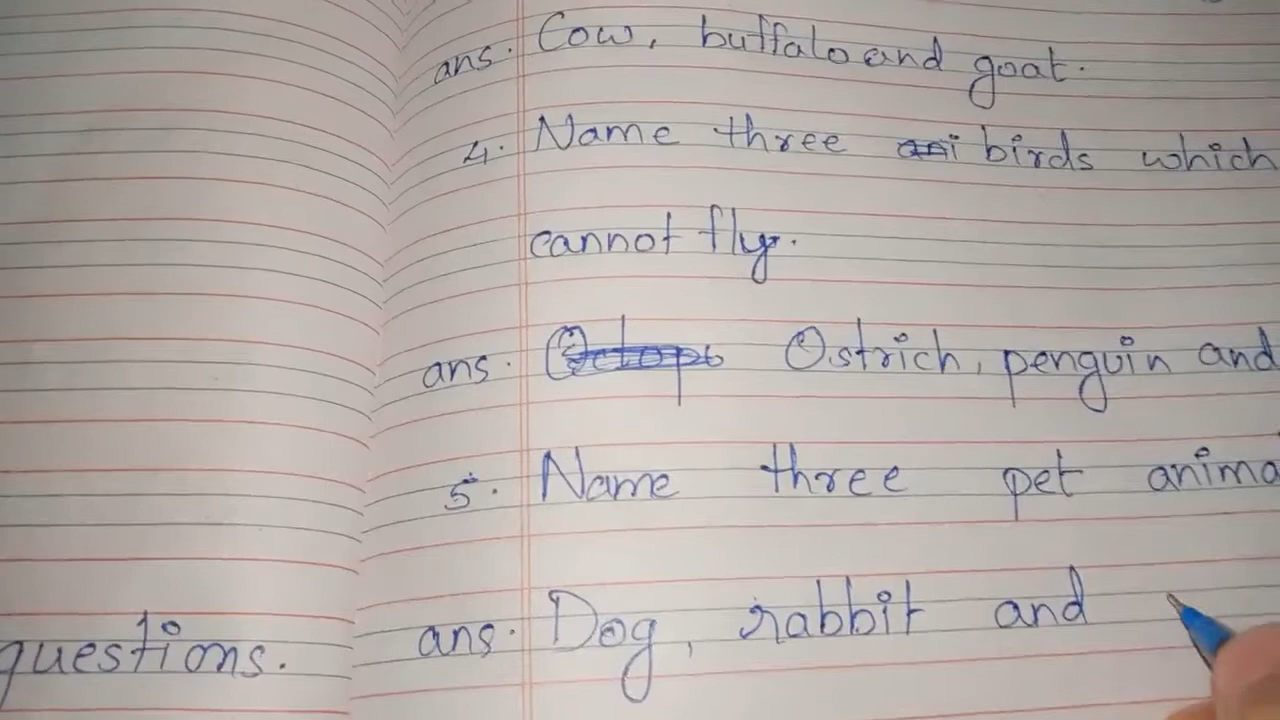 ans. Cow, buffalo and goat.
4. Name three birds which
cannot fly.
ans. Ostrich, penguin and
5. Name three pet anima
questions.
ans. Dog, rabbit and